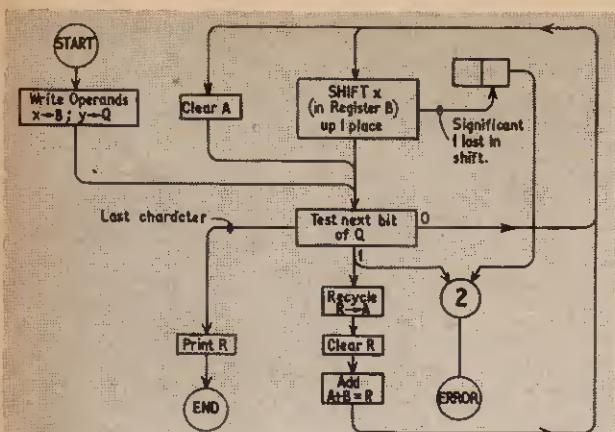 START
Write Operands
x→B ; y→Q
Clear A
SHIFT x
(in Register B)
up 1 place
Significant
1 lost in
shift.
Last character
Test next bit
of Q
0
1
Recycle
R→A
2
Print R
Clear R
Add
A+B=R
END
ERROR